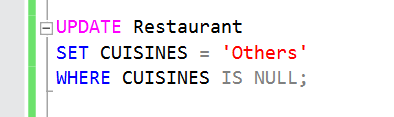 UPDATE Restaurant
SET CUISINES = 'Others'
WHERE CUISINES IS NULL;